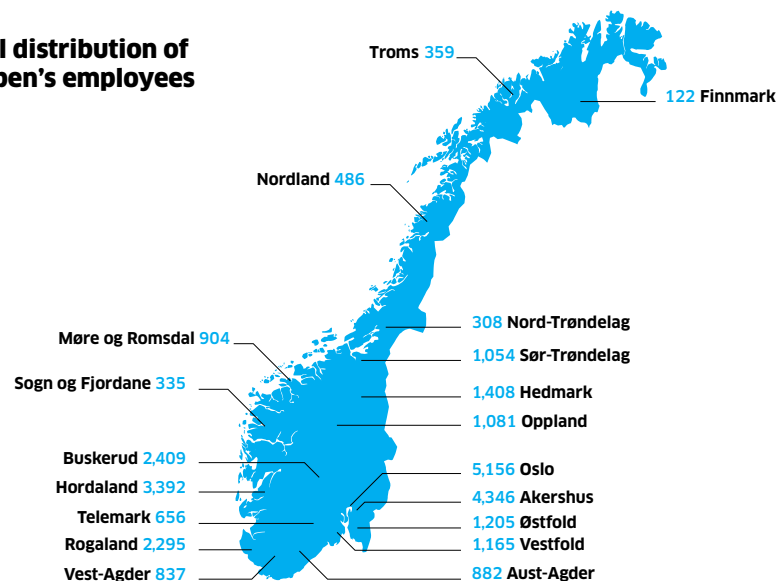 l distribution of
pen's employees
Troms 359
122 Finnmark
Nordland 486
308 Nord-Trøndelag
Møre og Romsdal 904
1,054 Sør-Trøndelag
Sogn og Fjordane 335
1,408 Hedmark
1,081 Oppland
Buskerud 2,409
5,156 Oslo
Hordaland 3,392
4,346 Akershus
Telemark 656
1,205 Østfold
Rogaland 2,295
1,165 Vestfold
Vest-Agder 837
882 Aust-Agder